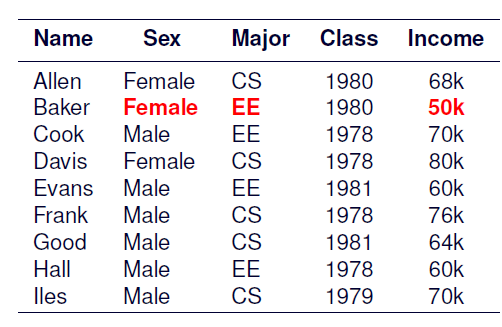 Name Sex Major Class Income
Allen Female CS 1980 68k
Baker Female EE 1980 50k
Cook Male EE 1978 70k
Davis Female CS 1978 80k
Evans Male EE 1981 60k
Frank Male CS 1978 76k
Good Male CS 1981 64k
Hall Male EE 1978 60k
Iles Male CS 1979 70k